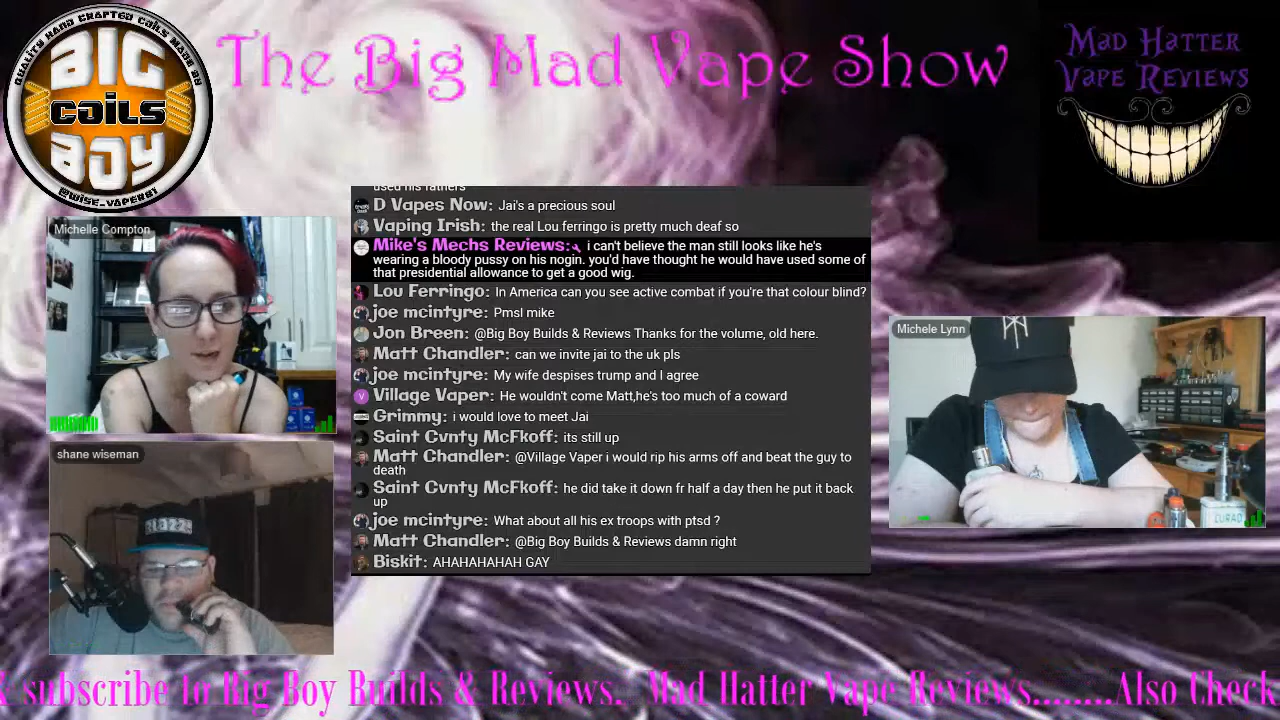 QUALITY HAND CRAFTED COILS MADE BY
BIG
COILS
BOY
@WISE_VAPER81
The Big Mad Vape Show
Mad Hatter
Vape Reviews
Michelle Compton
shane wiseman
used his fathers
D Vapes Now: Jai's a precious soul
Vaping Irish: the real Lou ferringo is pretty much deaf so
Mike's Mechs Reviews: i can't believe the man still looks like he's
wearing a bloody pussy on his nogin. you'd have thought he would have used some of
that presidential allowance to get a good wig.
Lou Ferringo: In America can you see active combat if you're that colour blind?
joe mcintyre: Pmsl mike
Jon Breen: @Big Boy Builds & Reviews Thanks for the volume, old here.
Matt Chandler: can we invite jai to the uk pls
joe mcintyre: My wife despises trump and I agree
V Village Vaper: He wouldn't come Matt,he's too much of a coward
Grimmy: i would love to meet Jai
Saint Cvnty McFkoff: its still up
Matt Chandler: @Village Vaper i would rip his arms off and beat the guy to
death
Saint Cvnty McFkoff: he did take it down fr half a day then he put it back
up
joe mcintyre: What about all his ex troops with ptsd ?
Matt Chandler: @Big Boy Builds & Reviews damn right
Biskit: AHAHAHAHAH GAY
Michele Lynn
CURAD
& subscribe to Big Boy Builds & Reviews. Mad Hatter Vape Reviews........Also Check